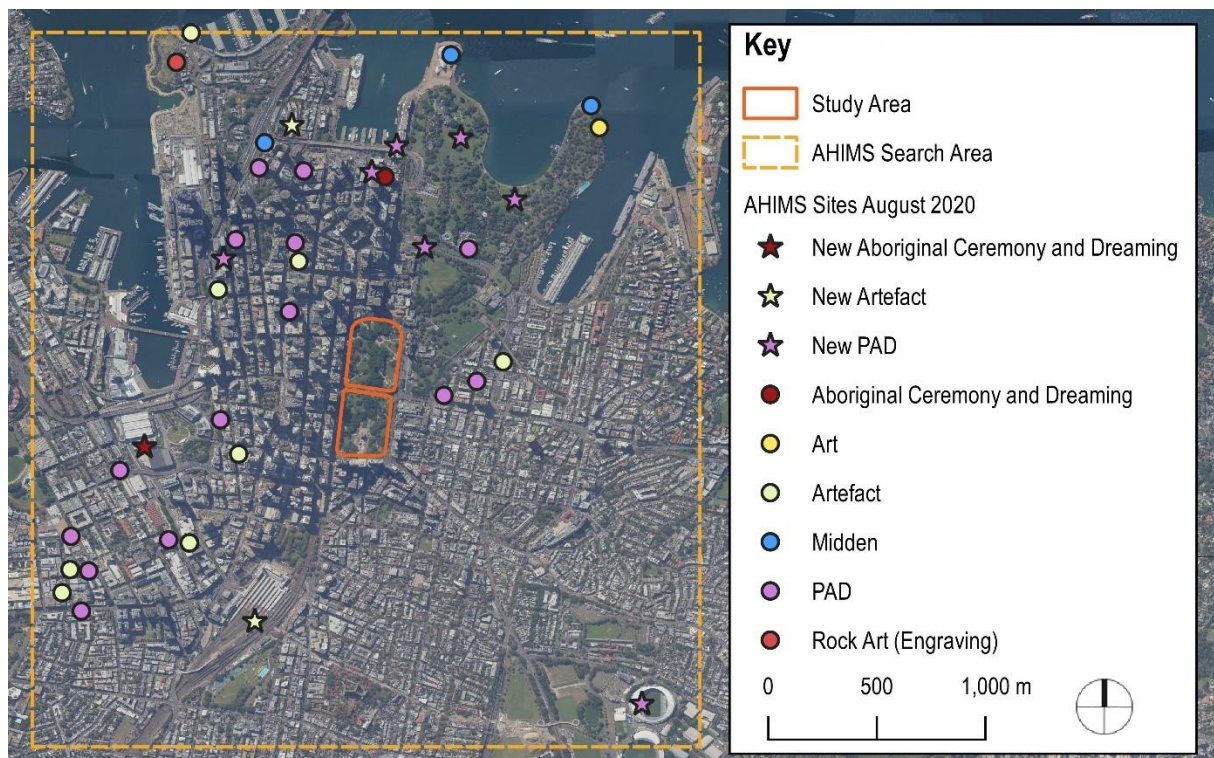 Key
Study Area
AHIMS Search Area
AHIMS Sites August 2020
New Aboriginal Ceremony and Dreaming
New Artefact
New PAD
Aboriginal Ceremony and Dreaming
Art
Artefact
Midden
PAD
Rock Art (Engraving)
0 500 1,000 m